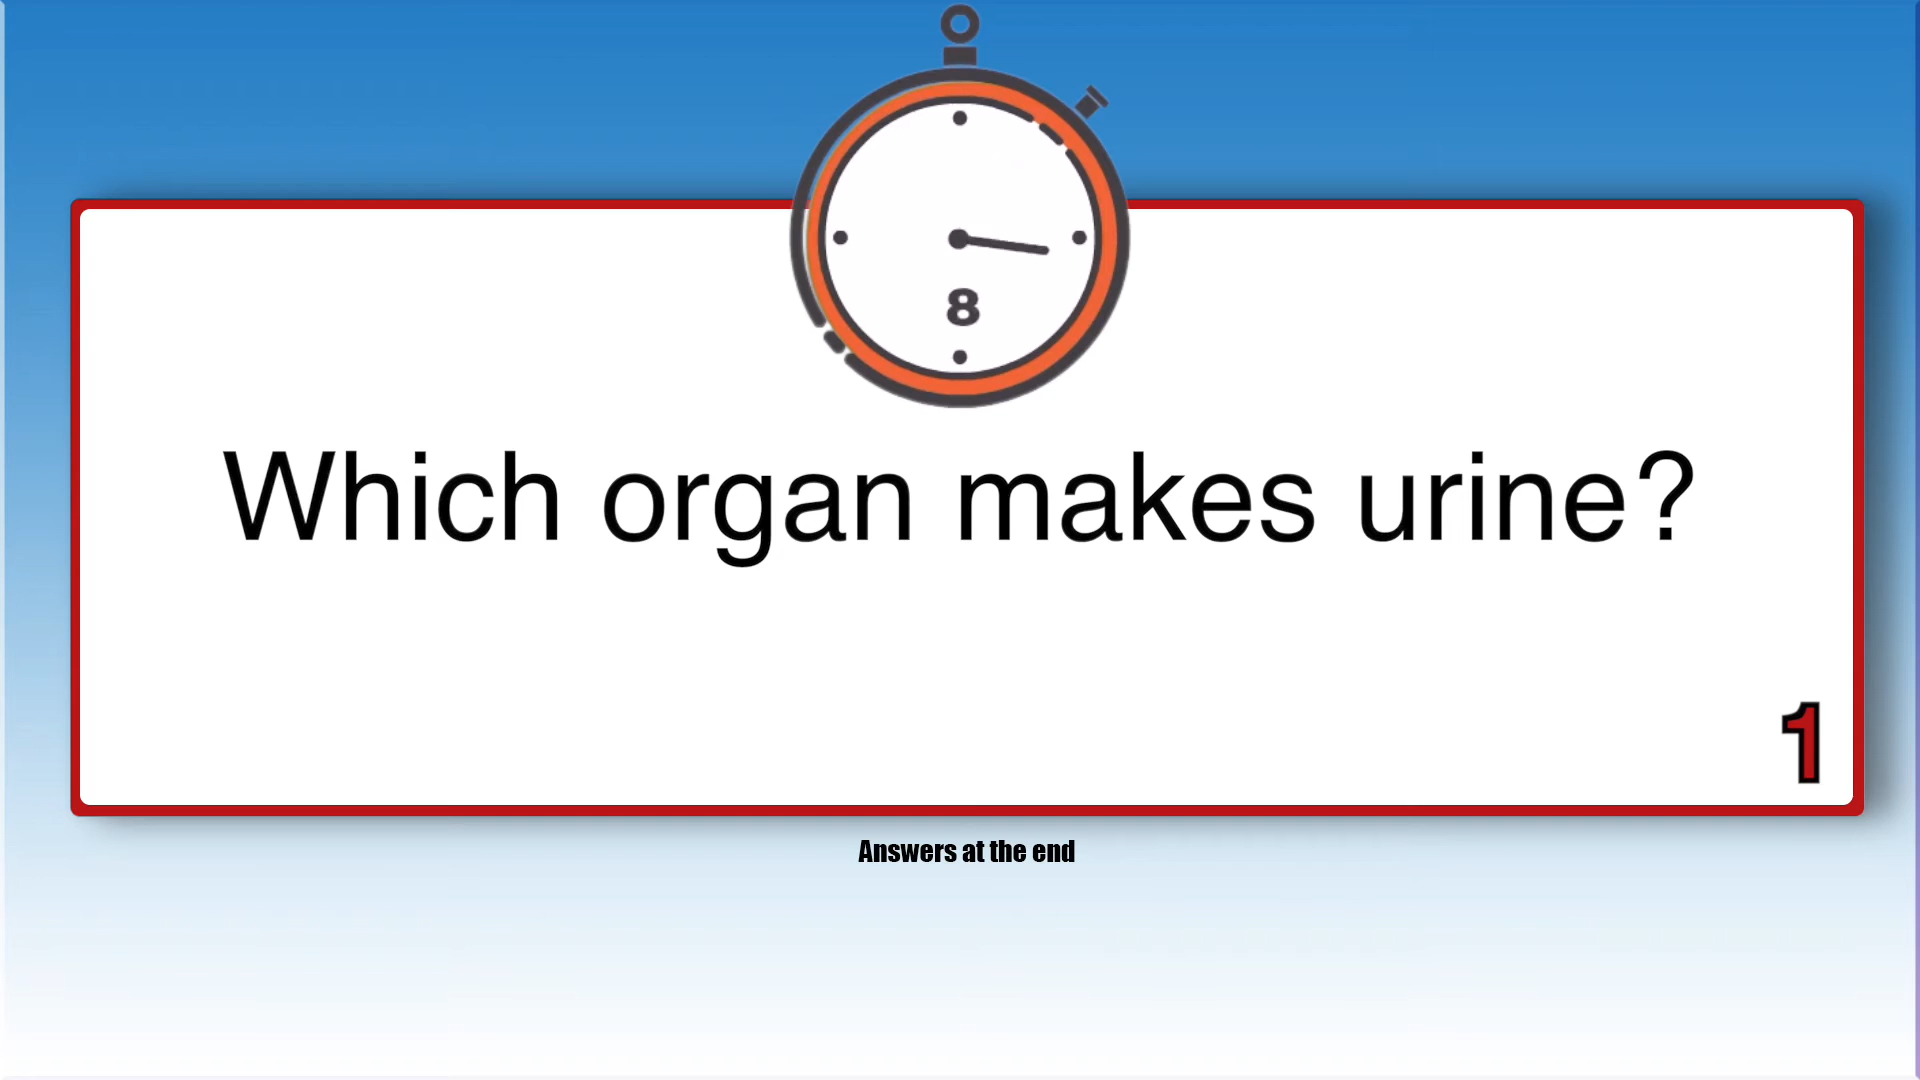 8
Which organ makes urine?
1
Answers at the end